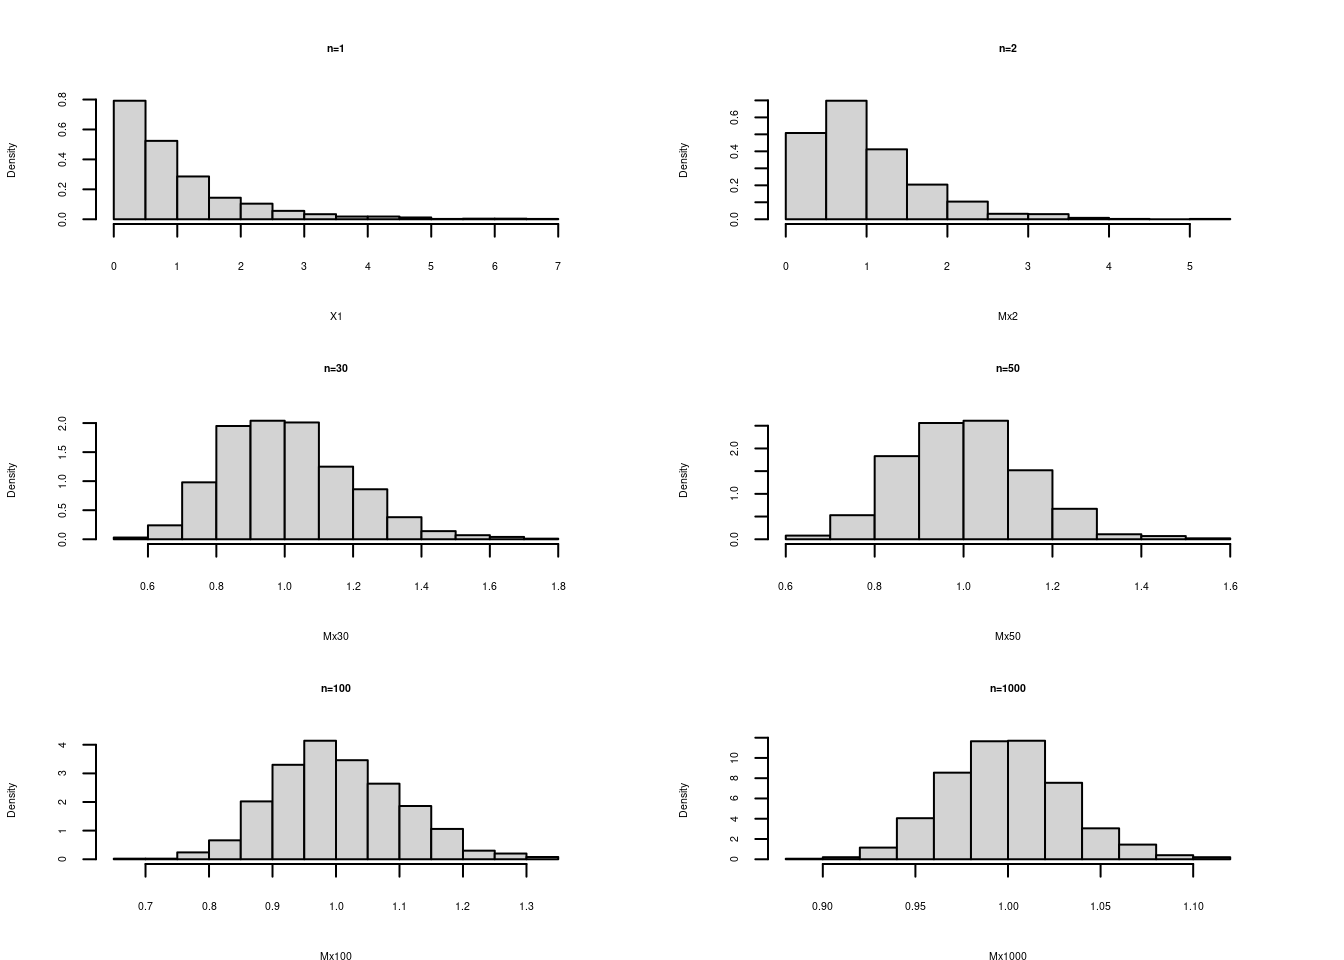 n=1
Density
0.0 0.2 0.4 0.6 0.8
0 1 2 3 4 5 6 7
X1
n=2
Density
0.0 0.2 0.4 0.6
0 1 2 3 4 5
Mx2
n=30
Density
0.0 0.5 1.0 1.5 2.0
0.6 0.8 1.0 1.2 1.4 1.6 1.8
Mx30
n=50
Density
0.0 1.0 2.0
0.6 0.8 1.0 1.2 1.4 1.6
Mx50
n=100
Density
0 1 2 3 4
0.7 0.8 0.9 1.0 1.1 1.2 1.3
Mx100
n=1000
Density
0 2 4 6 8 10
0.90 0.95 1.00 1.05 1.10
Mx1000